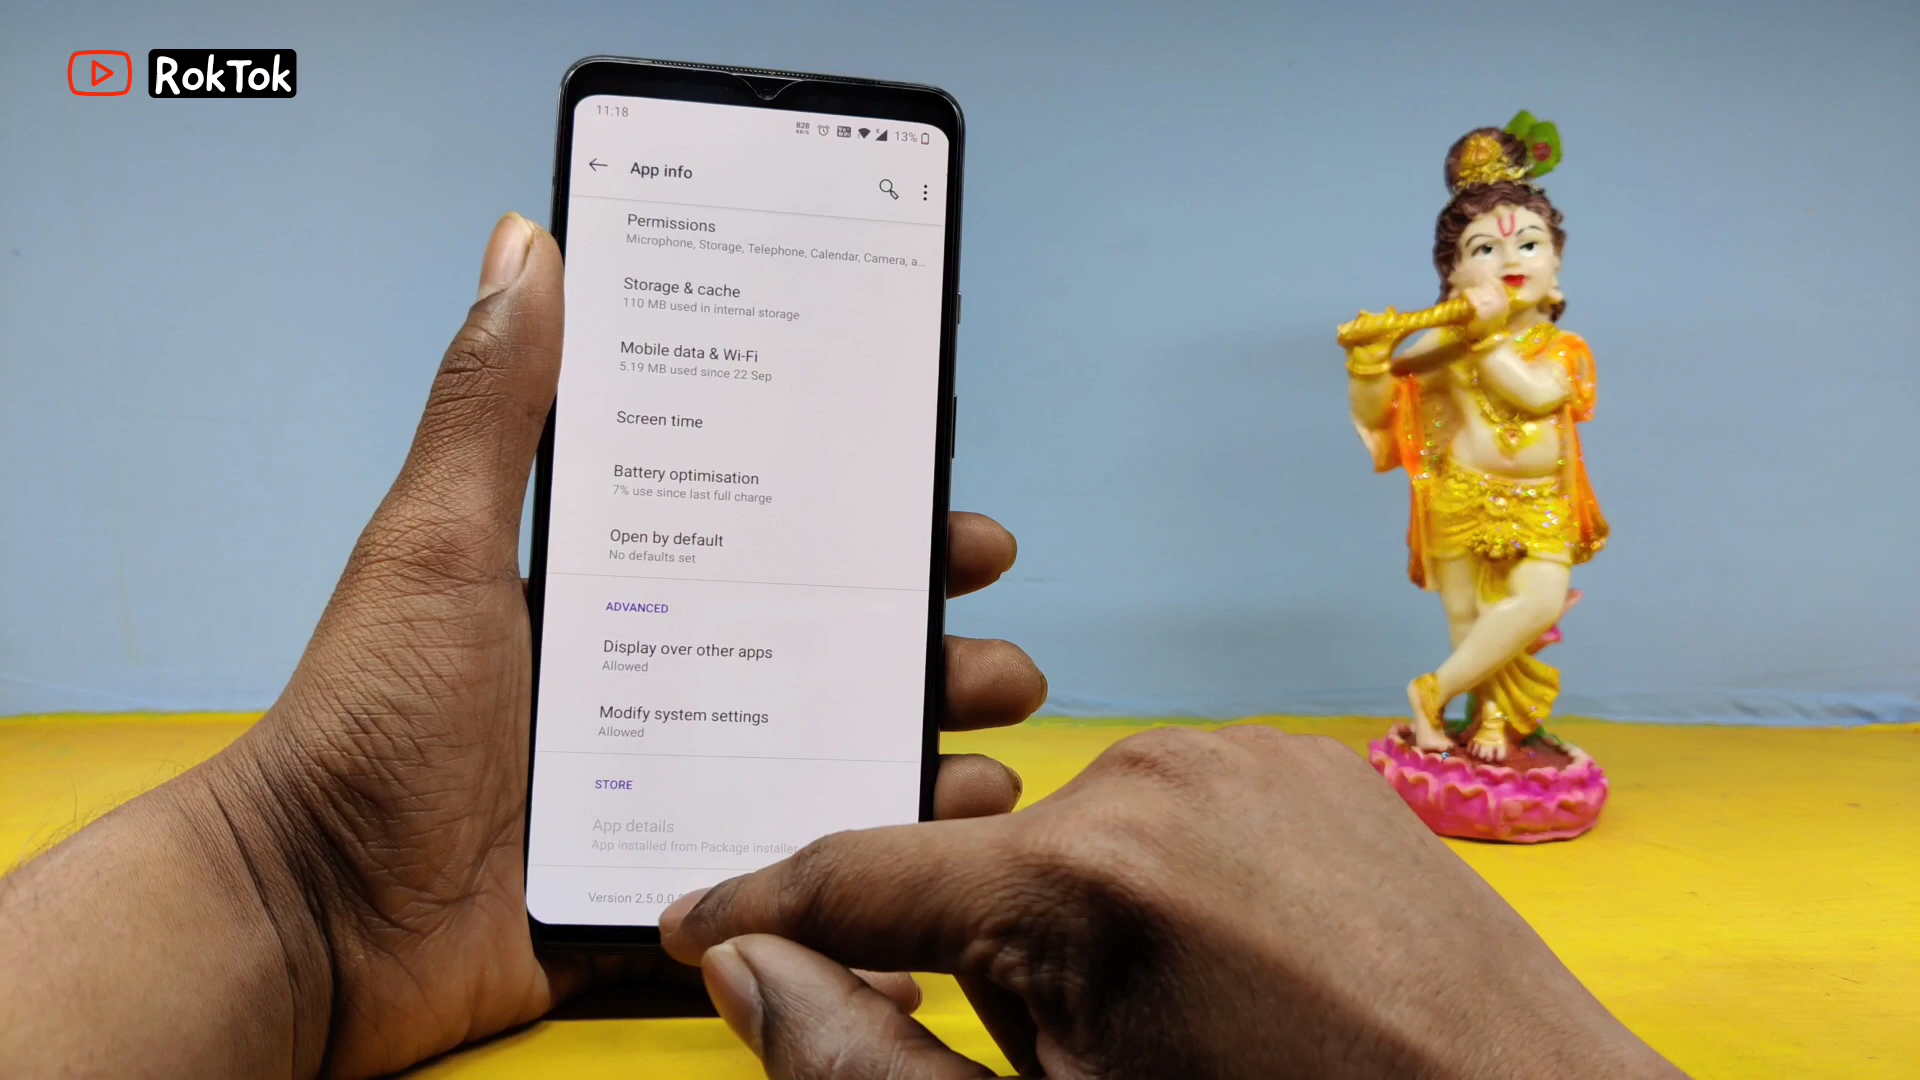 RokTok
11:18
828
KB/S
13%
App info
Permissions
Microphone, Storage, Telephone, Calendar, Camera, a...
Storage & cache
110 MB used in internal storage
Mobile data & Wi-Fi
5.19 MB used since 22 Sep
Screen time
Battery optimisation
7% use since last full charge
Open by default
No defaults set
ADVANCED
Display over other apps
Allowed
Modify system settings
Allowed
STORE
App details
App installed from Package installer
Version 2.5.0.0